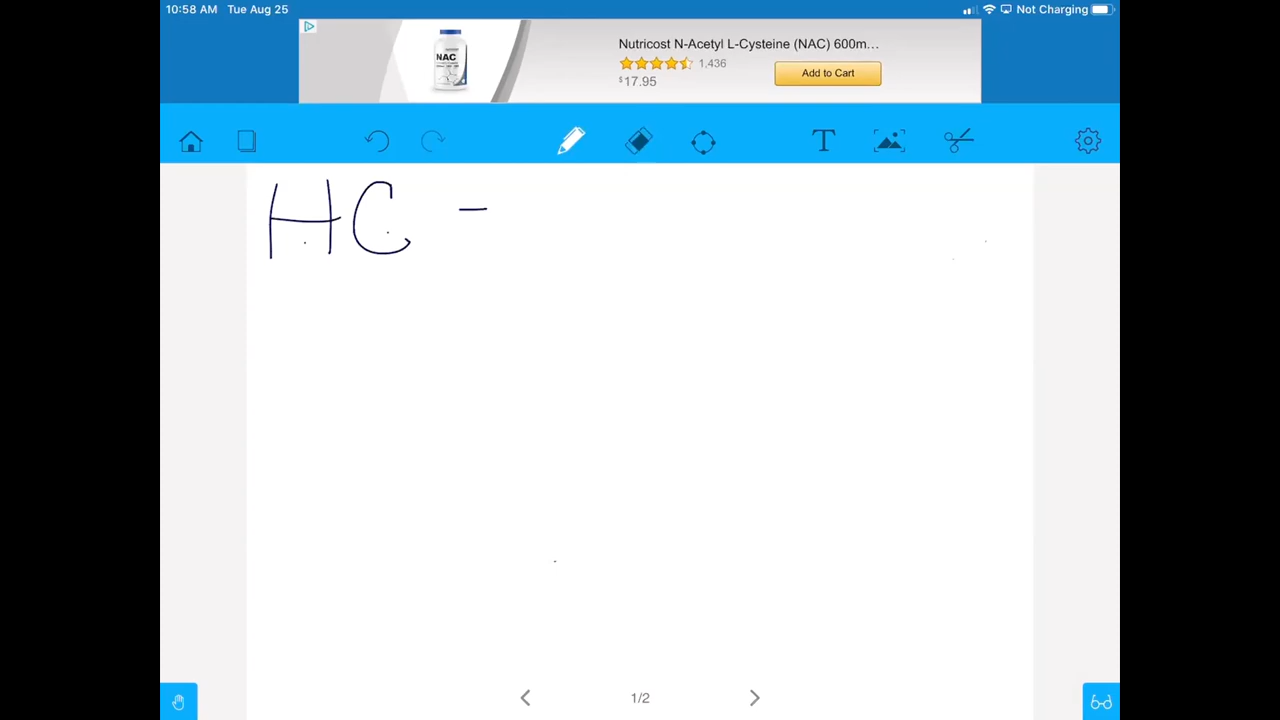 10:58 AM Tue Aug 25 Not Charging
Nutricost N-Acetyl L-Cysteine (NAC) 600m...
NAC
1,436
$17.95
Add to Cart
T
HC -
1/2